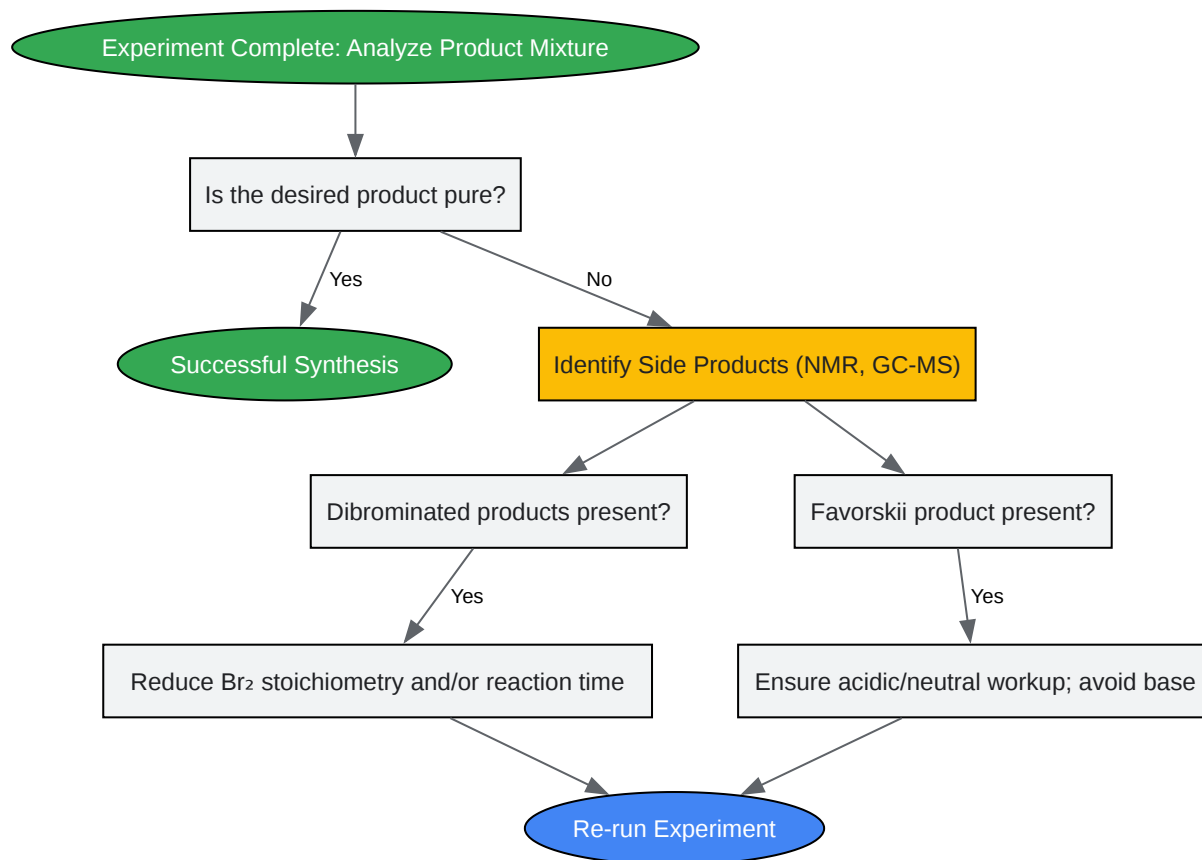 Experiment Complete: Analyze Product Mixture
Is the desired product pure?
Yes
No
Successful Synthesis
Identify Side Products (NMR, GC-MS)
Dibrominated products present?
Favorskii product present?
Yes
Yes
Reduce Br₂ stoichiometry and/or reaction time
Ensure acidic/neutral workup; avoid base
Re-run Experiment